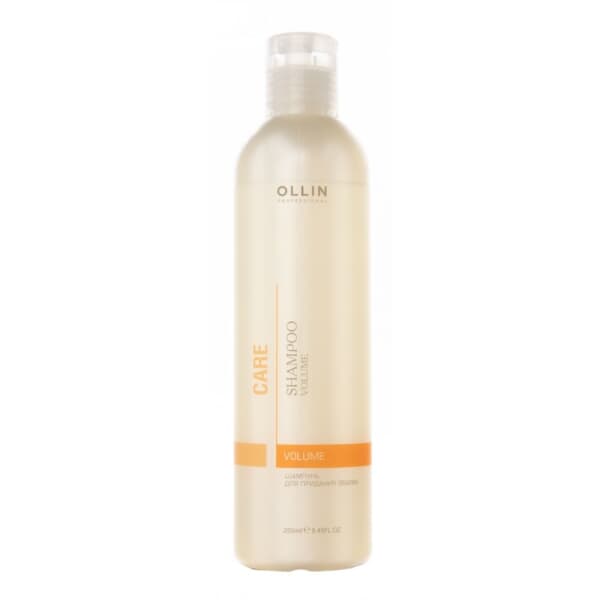 OLLIN
PROFESSIONAL
CARE
SHAMPOO
VOLUME
VOLUME
ШАМПУНЬ
ДЛЯ ПРИДАНИЯ ОБЪЕМА
250ml℮ 8.45FL.OZ